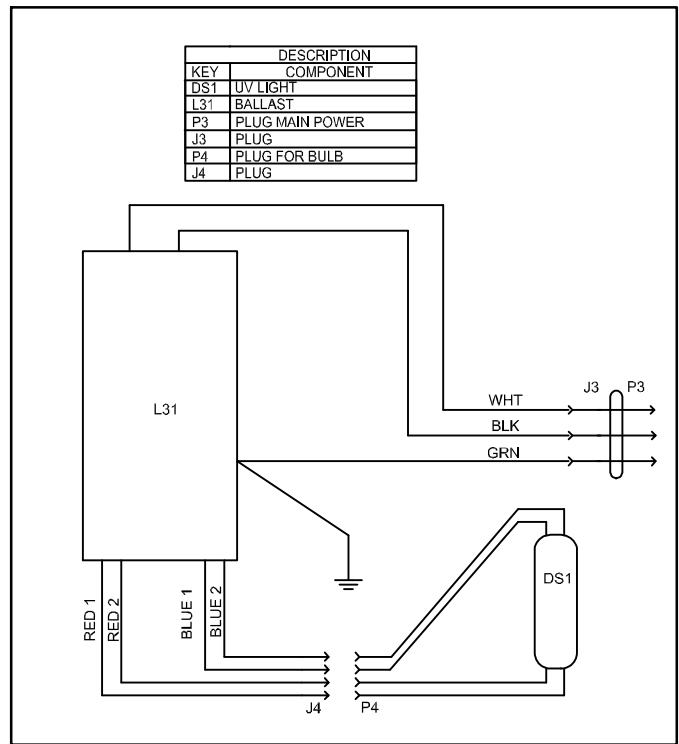 DESCRIPTION
KEY COMPONENT
DS1 UV LIGHT
L31 BALLAST
P3 PLUG MAIN POWER
J3 PLUG
P4 PLUG FOR BULB
J4 PLUG
J3 P3
WHT
L31
BLK
GRN
DS1
RED 1
RED 2
BLUE 1
BLUE 2
J4 P4